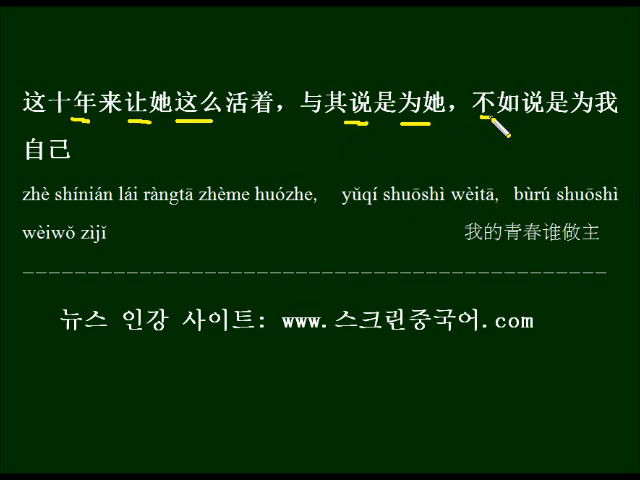 这十年来让她这么活着，与其说是为她，不如说是为我
自己
zhè shínián lái ràngtā zhème huózhe,    yǔqí shuōshì wèitā,   bùrú shuōshì
wèiwǒ zìjǐ    我的青春谁做主
뉴스 인강 사이트: www.스크린중국어.com